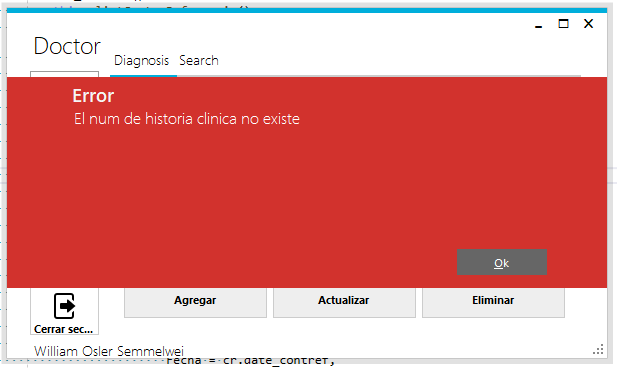 Doctor
Diagnosis Search
Error
El num de historia clinica no existe
Ok
Agregar Actualizar Eliminar
Cerrar sec...
William Osler Semmelwei
Fecha = cr.date_contref,